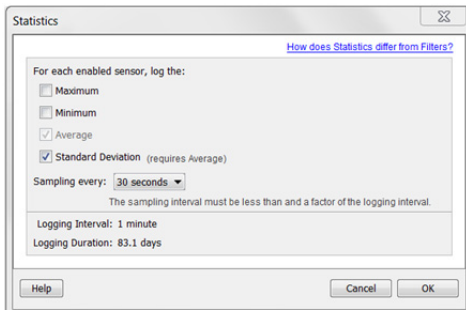 Statistics
How does Statistics differ from Filters?
For each enabled sensor, log the:
Maximum
Minimum
Average
Standard Deviation (requires Average)
Sampling every: 30 seconds
The sampling interval must be less than and a factor of the logging interval.
Logging Interval: 1 minute
Logging Duration: 83.1 days
Help Cancel OK